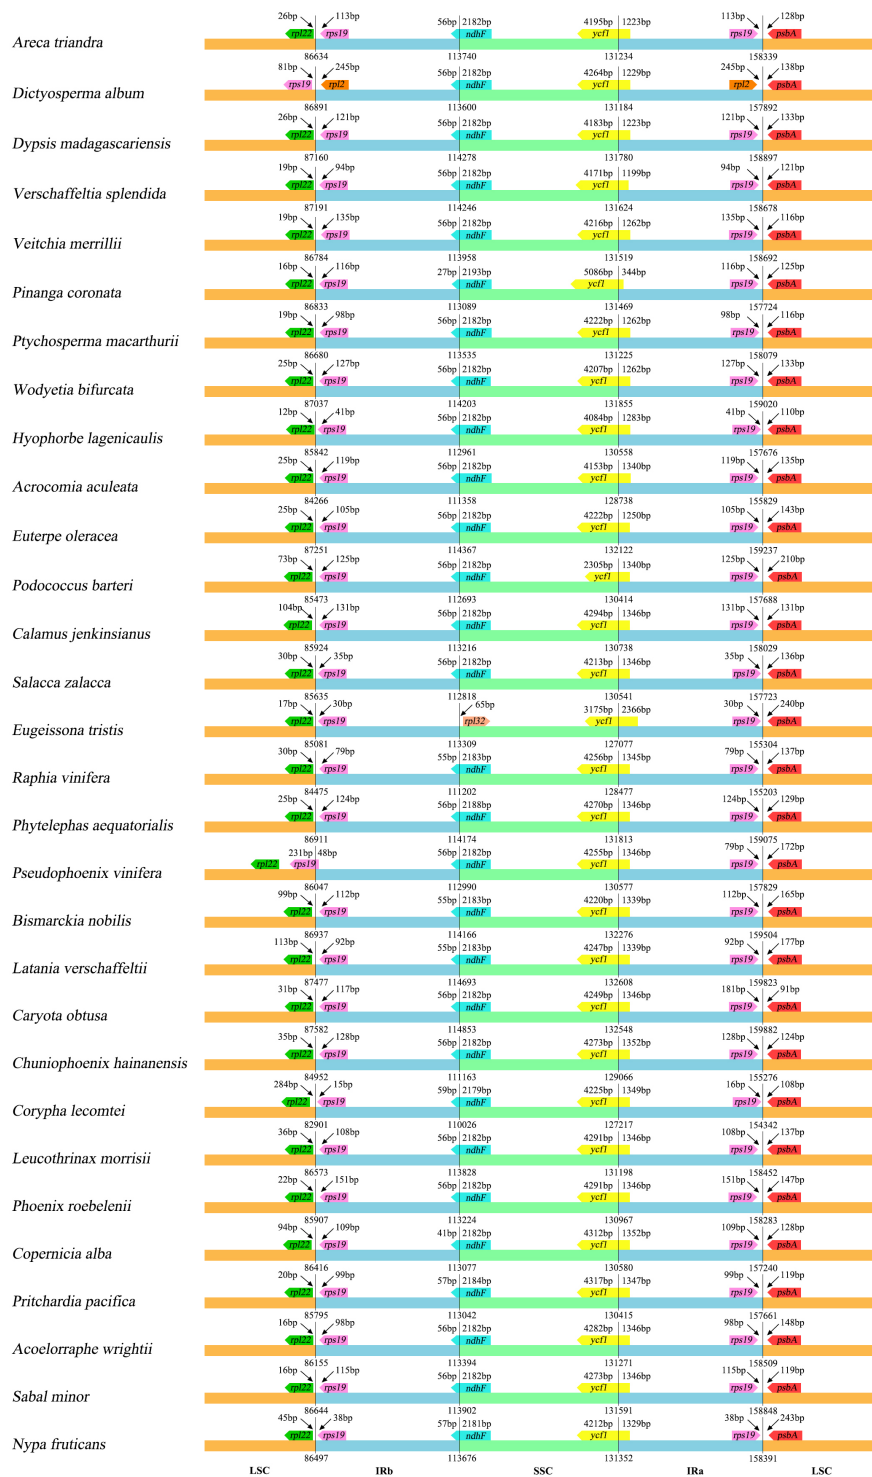 26bp 113bp 56bp 2182bp 4195bp 1223bp 113bp 128bp
Areca triandra rpl22 rps19 ndhF ycf1 rps19 psbA
86634 113740 131234 158339
81bp 245bp 56bp 2182bp 4264bp 1229bp 245bp 138bp
Dictyosperma album rps19 rpl2 ndhF ycf1 rpl2 psbA
86891 113600 131184 157892
26bp 121bp 56bp 2182bp 4183bp 1223bp 121bp 133bp
Dypsis madagascariensis rpl22 rps19 ndhF ycf1 rps19 psbA
87160 114278 131780 158897
19bp 94bp 56bp 2182bp 4171bp 1199bp 94bp 121bp
Verschaffeltia splendida rpl22 rps19 ndhF ycf1 rps19 psbA
87191 114246 131624 158678
19bp 135bp 56bp 2182bp 4216bp 1262bp 135bp 116bp
Veitchia merrillii rpl22 rps19 ndhF ycf1 rps19 psbA
86784 113958 131519 158692
16bp 116bp 27bp 2193bp 5086bp 344bp 116bp 125bp
Pinanga coronata rpl22 rps19 ndhF ycf1 rps19 psbA
86833 113089 131469 157724
19bp 98bp 56bp 2182bp 4222bp 1262bp 98bp 116bp
Ptychosperma macarthurii rpl22 rps19 ndhF ycf1 rps19 psbA
86680 113535 131225 158079
25bp 127bp 56bp 2182bp 4207bp 1262bp 127bp 133bp
Wodyetia bifurcata rpl22 rps19 ndhF ycf1 rps19 psbA
87037 114203 131855 159020
12bp 41bp 56bp 2182bp 4084bp 1283bp 41bp 110bp
Hyophorbe lagenicaulis rpl22 rps19 ndhF ycf1 rps19 psbA
85842 112961 130558 157676
25bp 119bp 56bp 2182bp 4153bp 1340bp 119bp 135bp
Acrocomia aculeata rpl22 rps19 ndhF ycf1 rps19 psbA
84266 111358 128738 155829
25bp 105bp 56bp 2182bp 4222bp 1250bp 105bp 143bp
Euterpe oleracea rpl22 rps19 ndhF ycf1 rps19 psbA
87251 114367 132122 159237
73bp 125bp 56bp 2182bp 2305bp 1340bp 125bp 210bp
Podococcus barteri rpl22 rps19 ndhF ycf1 rps19 psbA
85473 112693 130414 157688
104bp 131bp 56bp 2182bp 4294bp 1346bp 131bp 131bp
Calamus jenkinsianus rpl22 rps19 ndhF ycf1 rps19 psbA
85924 113216 130738 158029
30bp 35bp 56bp 2182bp 4213bp 1346bp 35bp 136bp
Salacca zalacca rpl22 rps19 ndhF ycf1 rps19 psbA
85635 112818 130541 157723
17bp 30bp 65bp 3175bp 2366bp 30bp 240bp
Eugeissona tristis rpl22 rps19 rpl32 ycf1 rps19 psbA
85081 113309 127077 155304
30bp 79bp 55bp 2183bp 4256bp 1345bp 79bp 137bp
Raphia vinifera rpl22 rps19 ndhF ycf1 rps19 psbA
84475 111202 128477 155203
25bp 124bp 56bp 2188bp 4270bp 1346bp 124bp 129bp
Phytelephas aequatorialis rpl22 rps19 ndhF ycf1 rps19 psbA
86911 114174 131813 159075
231bp 48bp 56bp 2182bp 4255bp 1346bp 79bp 172bp
Pseudophoenix vinifera rpl22 rps19 ndhF ycf1 rps19 psbA
86047 112990 130577 157829
99bp 112bp 55bp 2183bp 4220bp 1339bp 112bp 165bp
Bismarckia nobilis rpl22 rps19 ndhF ycf1 rps19 psbA
86937 114166 132276 159504
113bp 92bp 55bp 2183bp 4247bp 1339bp 92bp 177bp
Latania verschaffeltii rpl22 rps19 ndhF ycf1 rps19 psbA
87477 114693 132608 159823
31bp 117bp 56bp 2182bp 4249bp 1346bp 181bp 91bp
Caryota obtusa rpl22 rps19 ndhF ycf1 rps19 psbA
87582 114853 132548 159882
35bp 128bp 56bp 2182bp 4273bp 1352bp 128bp 124bp
Chuniophoenix hainanensis rpl22 rps19 ndhF ycf1 rps19 psbA
84952 111163 129066 155276
284bp 15bp 59bp 2179bp 4225bp 1349bp 16bp 108bp
Corypha lecomtei rpl22 rps19 ndhF ycf1 rps19 psbA
82901 110026 127217 154342
36bp 108bp 56bp 2182bp 4291bp 1346bp 108bp 137bp
Leucothrinax morrisii rpl22 rps19 ndhF ycf1 rps19 psbA
86573 113828 131198 158452
22bp 151bp 56bp 2182bp 4291bp 1346bp 151bp 147bp
Phoenix roebelenii rpl22 rps19 ndhF ycf1 rps19 psbA
85907 113224 130967 158283
94bp 109bp 41bp 2182bp 4312bp 1352bp 109bp 128bp
Copernicia alba rpl22 rps19 ndhF ycf1 rps19 psbA
86416 113077 130580 157240
20bp 99bp 57bp 2184bp 4317bp 1347bp 99bp 119bp
Pritchardia pacifica rpl22 rps19 ndhF ycf1 rps19 psbA
85795 113042 130415 157661
16bp 98bp 56bp 2182bp 4282bp 1346bp 98bp 148bp
Acoelorraphe wrightii rpl22 rps19 ndhF ycf1 rps19 psbA
86155 113394 131271 158509
16bp 115bp 56bp 2182bp 4273bp 1346bp 115bp 119bp
Sabal minor rpl22 rps19 ndhF ycf1 rps19 psbA
86644 113902 131591 158848
45bp 38bp 57bp 2181bp 4212bp 1329bp 38bp 243bp
Nypa fruticans rpl22 rps19 ndhF ycf1 rps19 psbA
86497 113676 131352 158391
LSC IRb SSC IRa LSC